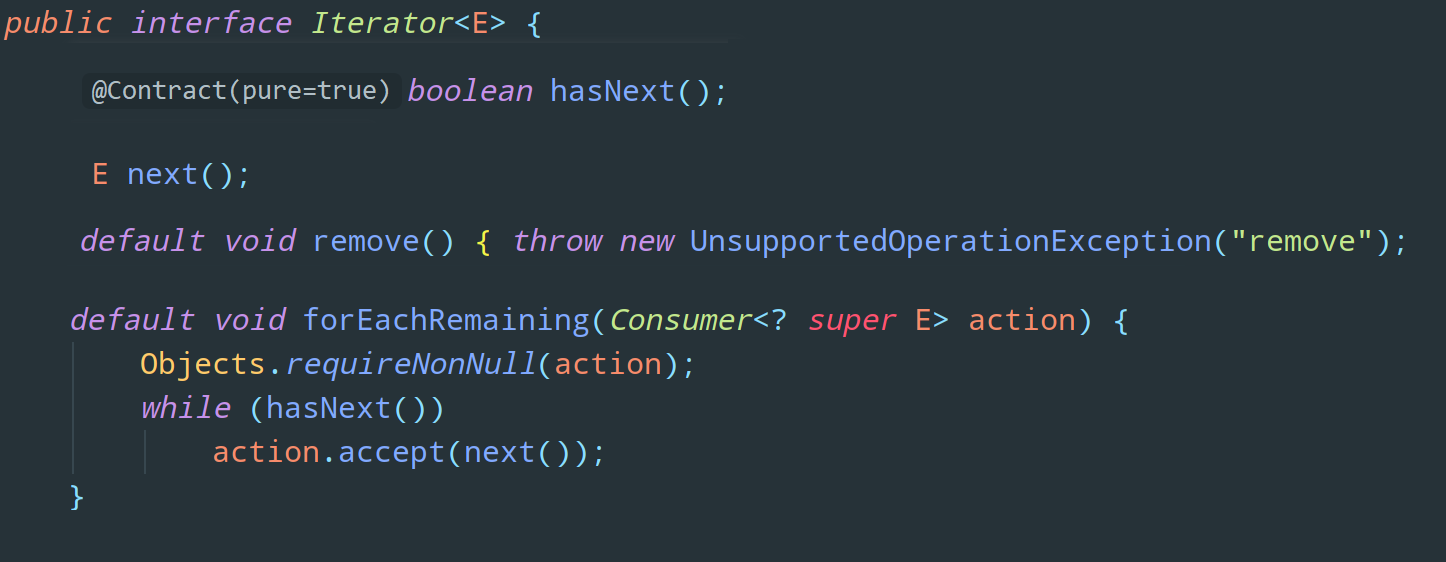 public interface Iterator<E> {
@Contract(pure=true) boolean hasNext();
E next();
default void remove() { throw new UnsupportedOperationException("remove");
default void forEachRemaining(Consumer<? super E> action) {
Objects.requireNonNull(action);
while (hasNext())
action.accept(next());
}